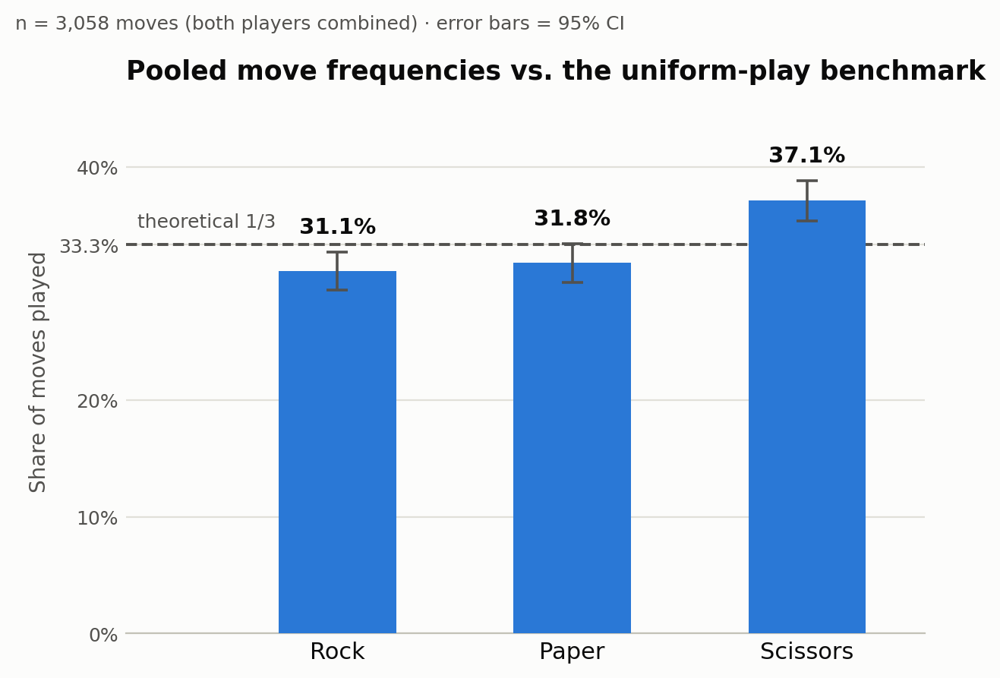 n = 3,058 moves (both players combined) · error bars = 95% CI
Pooled move frequencies vs. the uniform-play benchmark
Share of moves played
40%
33.3%
20%
10%
0%
theoretical 1/3
31.1%
31.8%
37.1%
Rock
Paper
Scissors